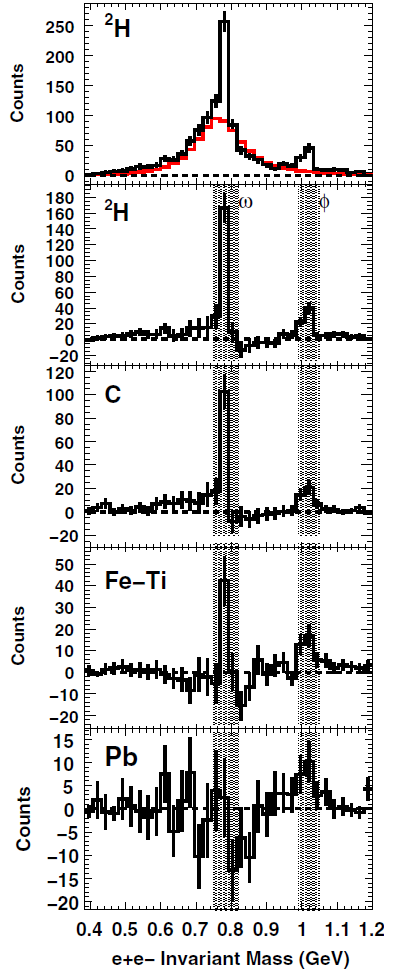 ²H
Counts
250
200
150
100
50
0
²H
ω
ϕ
Counts
180
160
140
120
100
80
60
40
20
0
−20
C
Counts
120
100
80
60
40
20
0
−20
Fe−Ti
Counts
50
40
30
20
10
0
−10
−20
Pb
Counts
15
10
5
0
−5
−10
−15
−20
0.4 0.5 0.6 0.7 0.8 0.9 1 1.1 1.2
e+e− Invariant Mass (GeV)